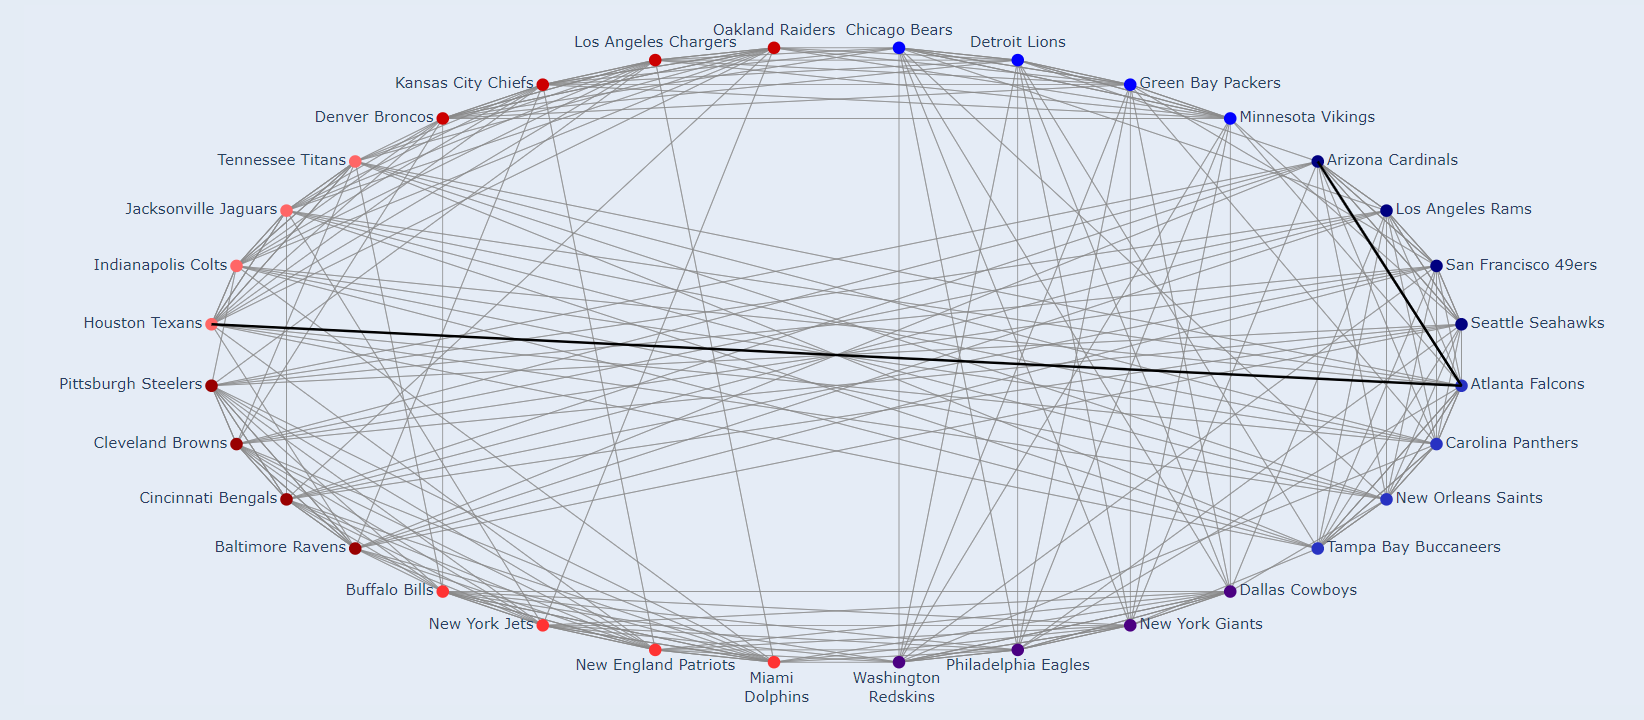 Oakland Raiders
Chicago Bears
Los Angeles Chargers
Detroit Lions
Kansas City Chiefs
Green Bay Packers
Denver Broncos
Minnesota Vikings
Tennessee Titans
Arizona Cardinals
Jacksonville Jaguars
Los Angeles Rams
Indianapolis Colts
San Francisco 49ers
Houston Texans
Seattle Seahawks
Pittsburgh Steelers
Atlanta Falcons
Cleveland Browns
Carolina Panthers
Cincinnati Bengals
New Orleans Saints
Baltimore Ravens
Tampa Bay Buccaneers
Buffalo Bills
Dallas Cowboys
New York Jets
New York Giants
New England Patriots
Philadelphia Eagles
Miami
Dolphins
Washington
Redskins